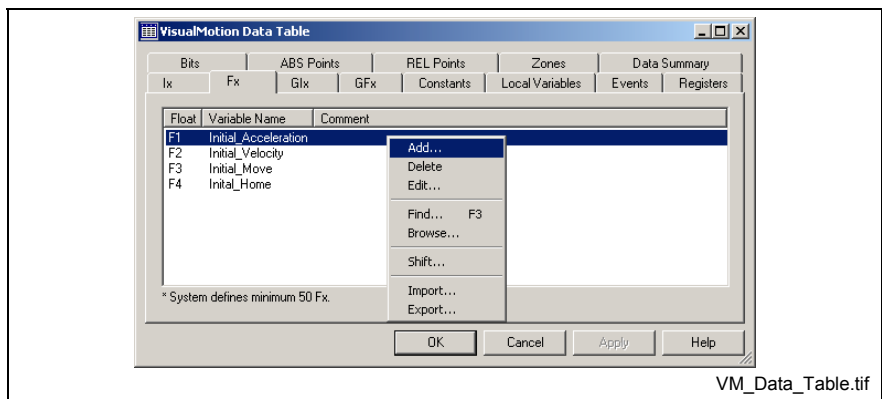 VisualMotion Data Table
Bits ABS Points REL Points Zones Data Summary
Ix Fx GIx GFx Constants Local Variables Events Registers
Float Variable Name Comment
F1 Initial_Acceleration
F2 Initial_Velocity
F3 Initial_Move
F4 Inital_Home
Add...
Delete
Edit...
Find... F3
Browse...
Shift...
Import...
Export...
* System defines minimum 50 Fx.
OK Cancel Apply Help
VM_Data_Table.tif